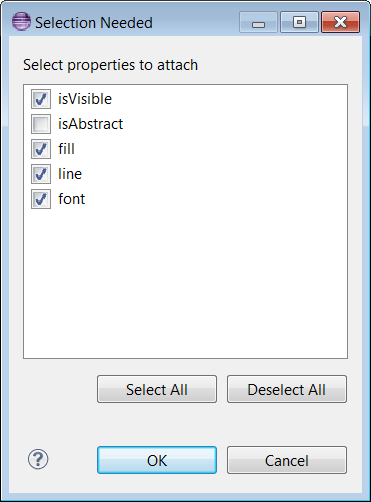 Selection Needed
Select properties to attach
isVisible
isAbstract
fill
line
font
Select All
Deselect All
?
OK
Cancel